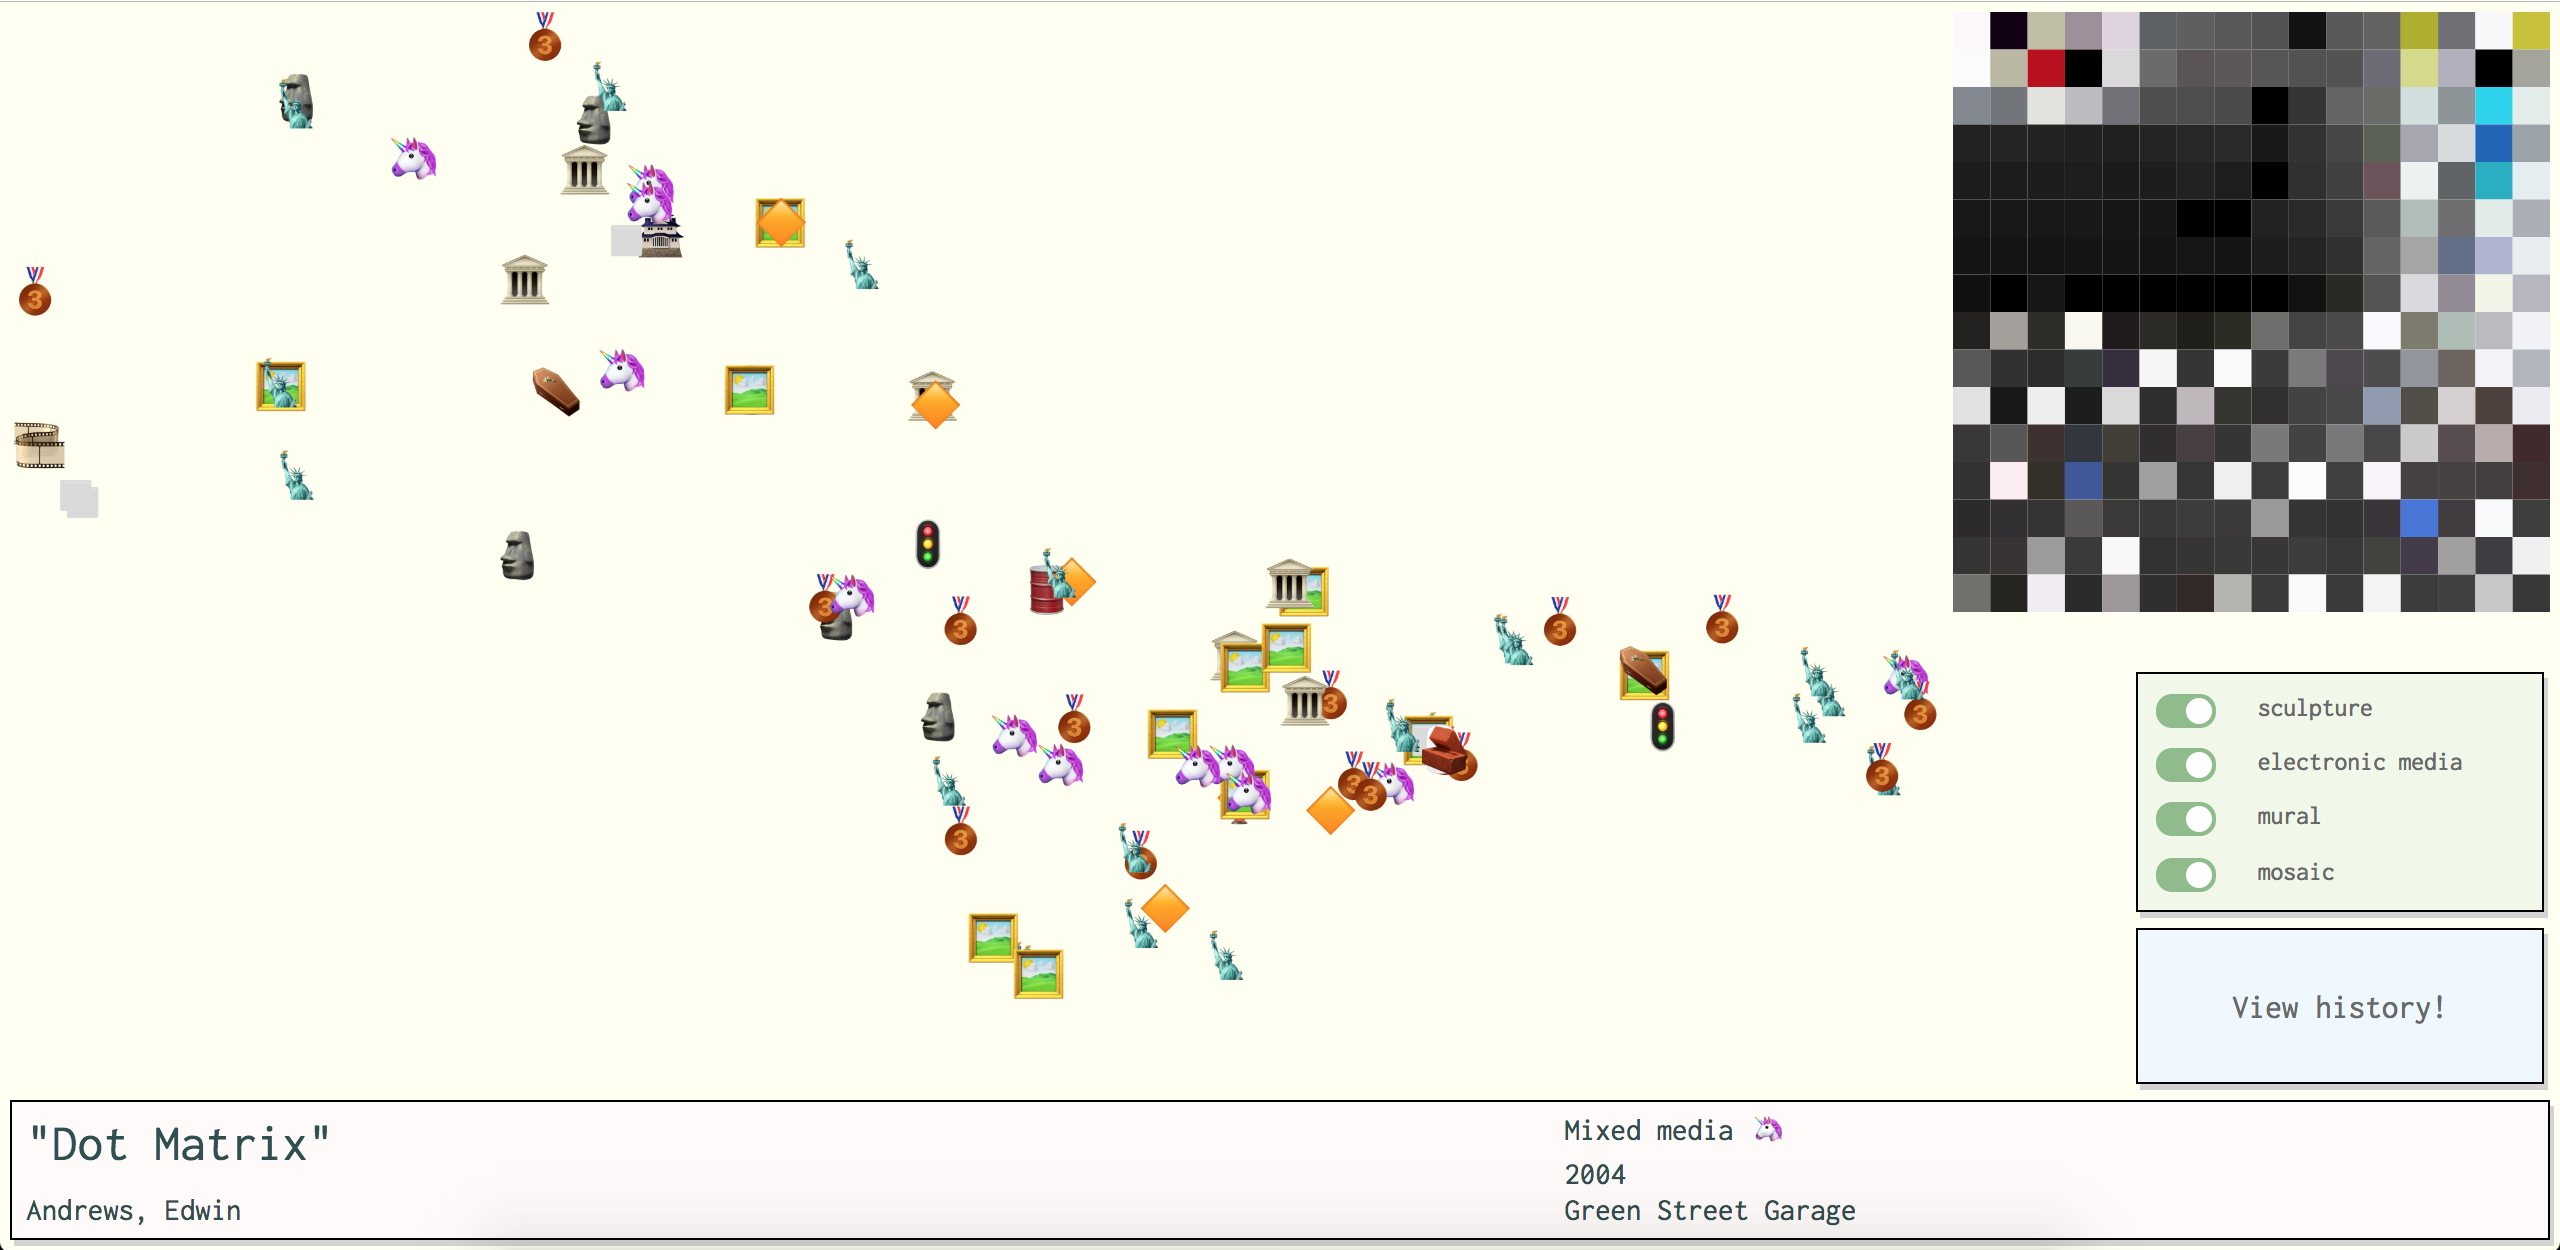 sculpture
electronic media
mural
mosaic
View history!
"Dot Matrix"
Andrews, Edwin
Mixed media 🦄
2004
Green Street Garage